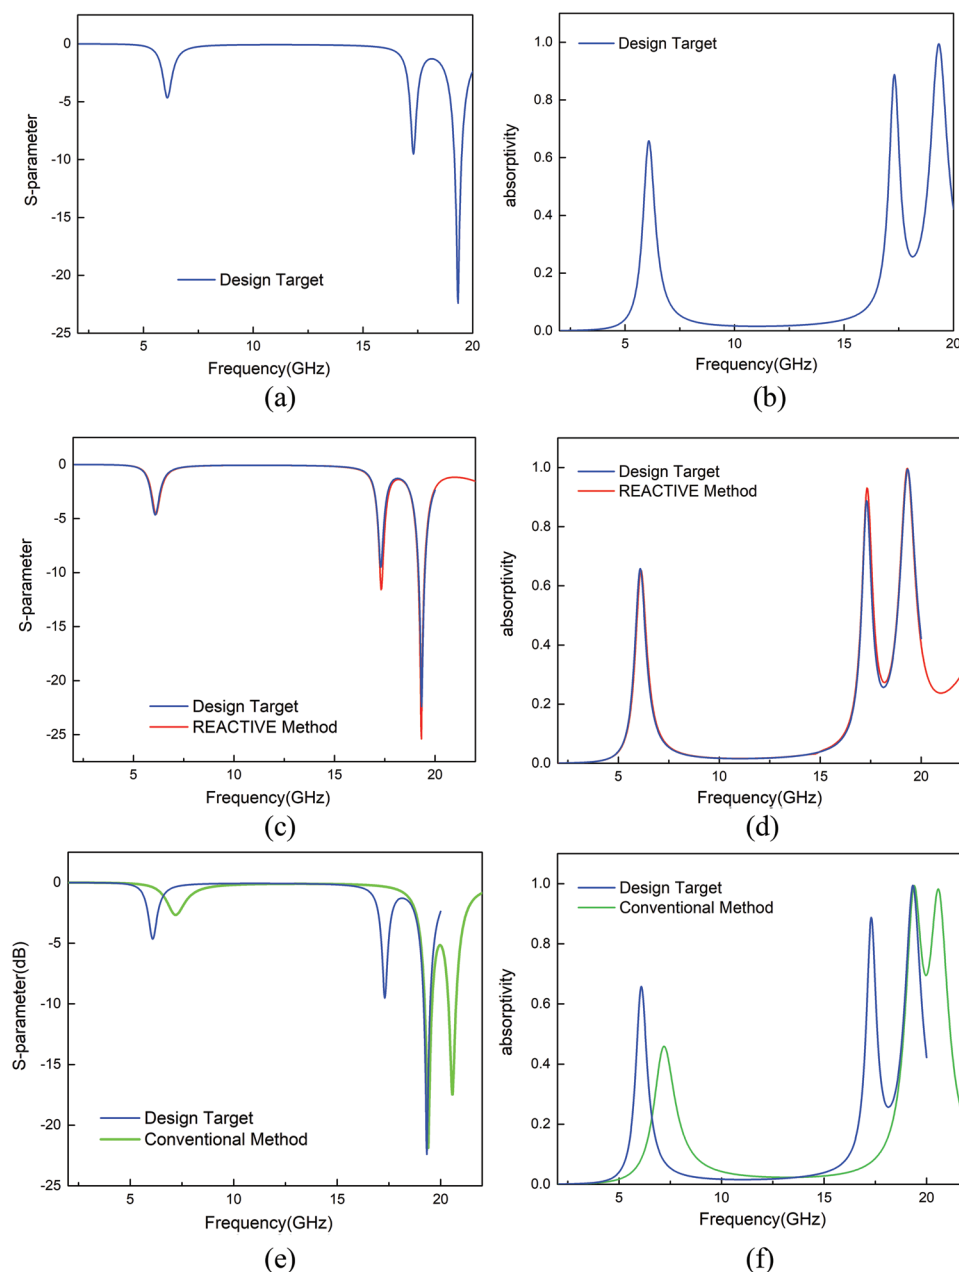 0
-5
-10
-15
-20
-25
S-parameter
Design Target
5 10 15 20
Frequency(GHz)
(a)
1.0
0.8
0.6
0.4
0.2
0.0
absorptivity
Design Target
5 10 15 20
Frequency(GHz)
(b)
0
-5
-10
-15
-20
-25
S-parameter
Design Target
REACTIVE Method
5 10 15 20
Frequency(GHz)
(c)
1.0
0.8
0.6
0.4
0.2
0.0
absorptivity
Design Target
REACTIVE Method
5 10 15 20
Frequency(GHz)
(d)
0
-5
-10
-15
-20
-25
S-parameter(dB)
Design Target
Conventional Method
5 10 15 20
Frequency(GHz)
(e)
1.0
0.8
0.6
0.4
0.2
0.0
absorptivity
Design Target
Conventional Method
5 10 15 20
Frequency(GHz)
(f)